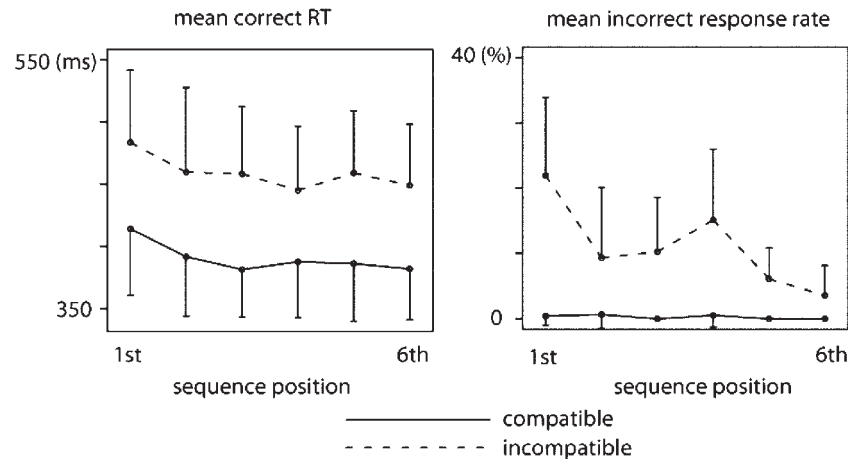 mean correct RT
mean incorrect response rate
550 (ms)
350
1st
6th
sequence position
40 (%)
0
1st
6th
sequence position
compatible
incompatible